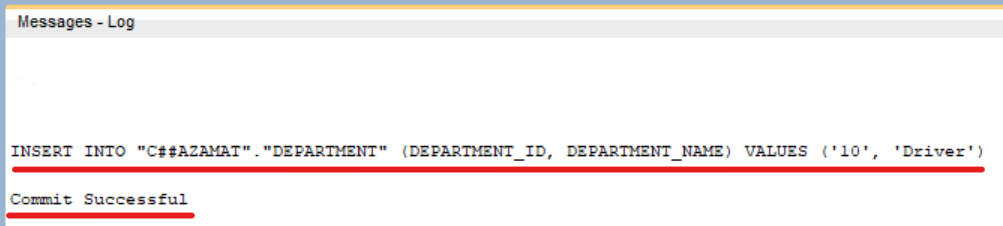 Messages - Log
INSERT INTO "C##AZAMAT"."DEPARTMENT" (DEPARTMENT_ID, DEPARTMENT_NAME) VALUES ('10', 'Driver')
Commit Successful